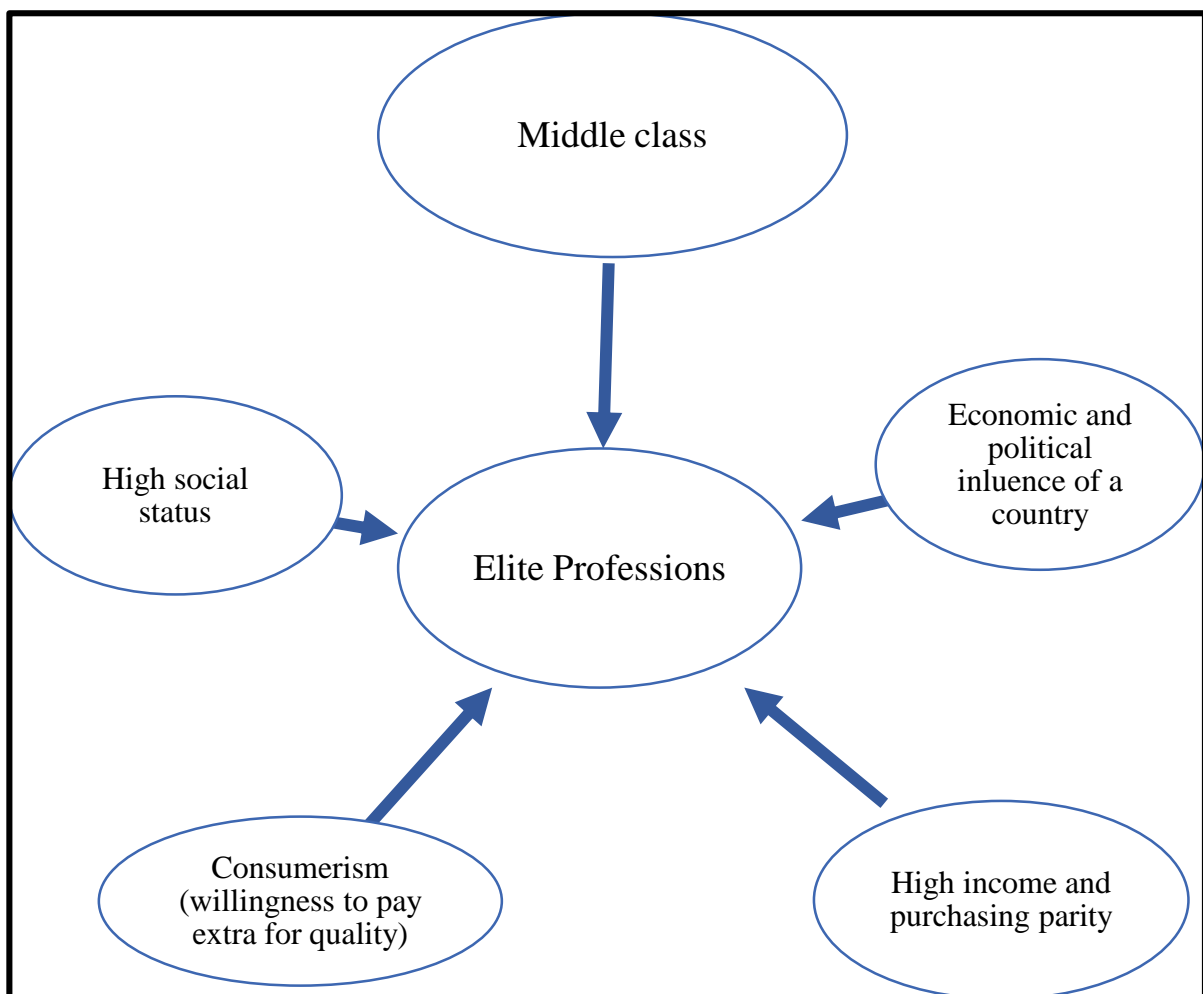 Middle class
Economic and
political
inluence of a
country
High social
status
Elite Professions
Consumerism
(willingness to pay
extra for quality)
High income and
purchasing parity